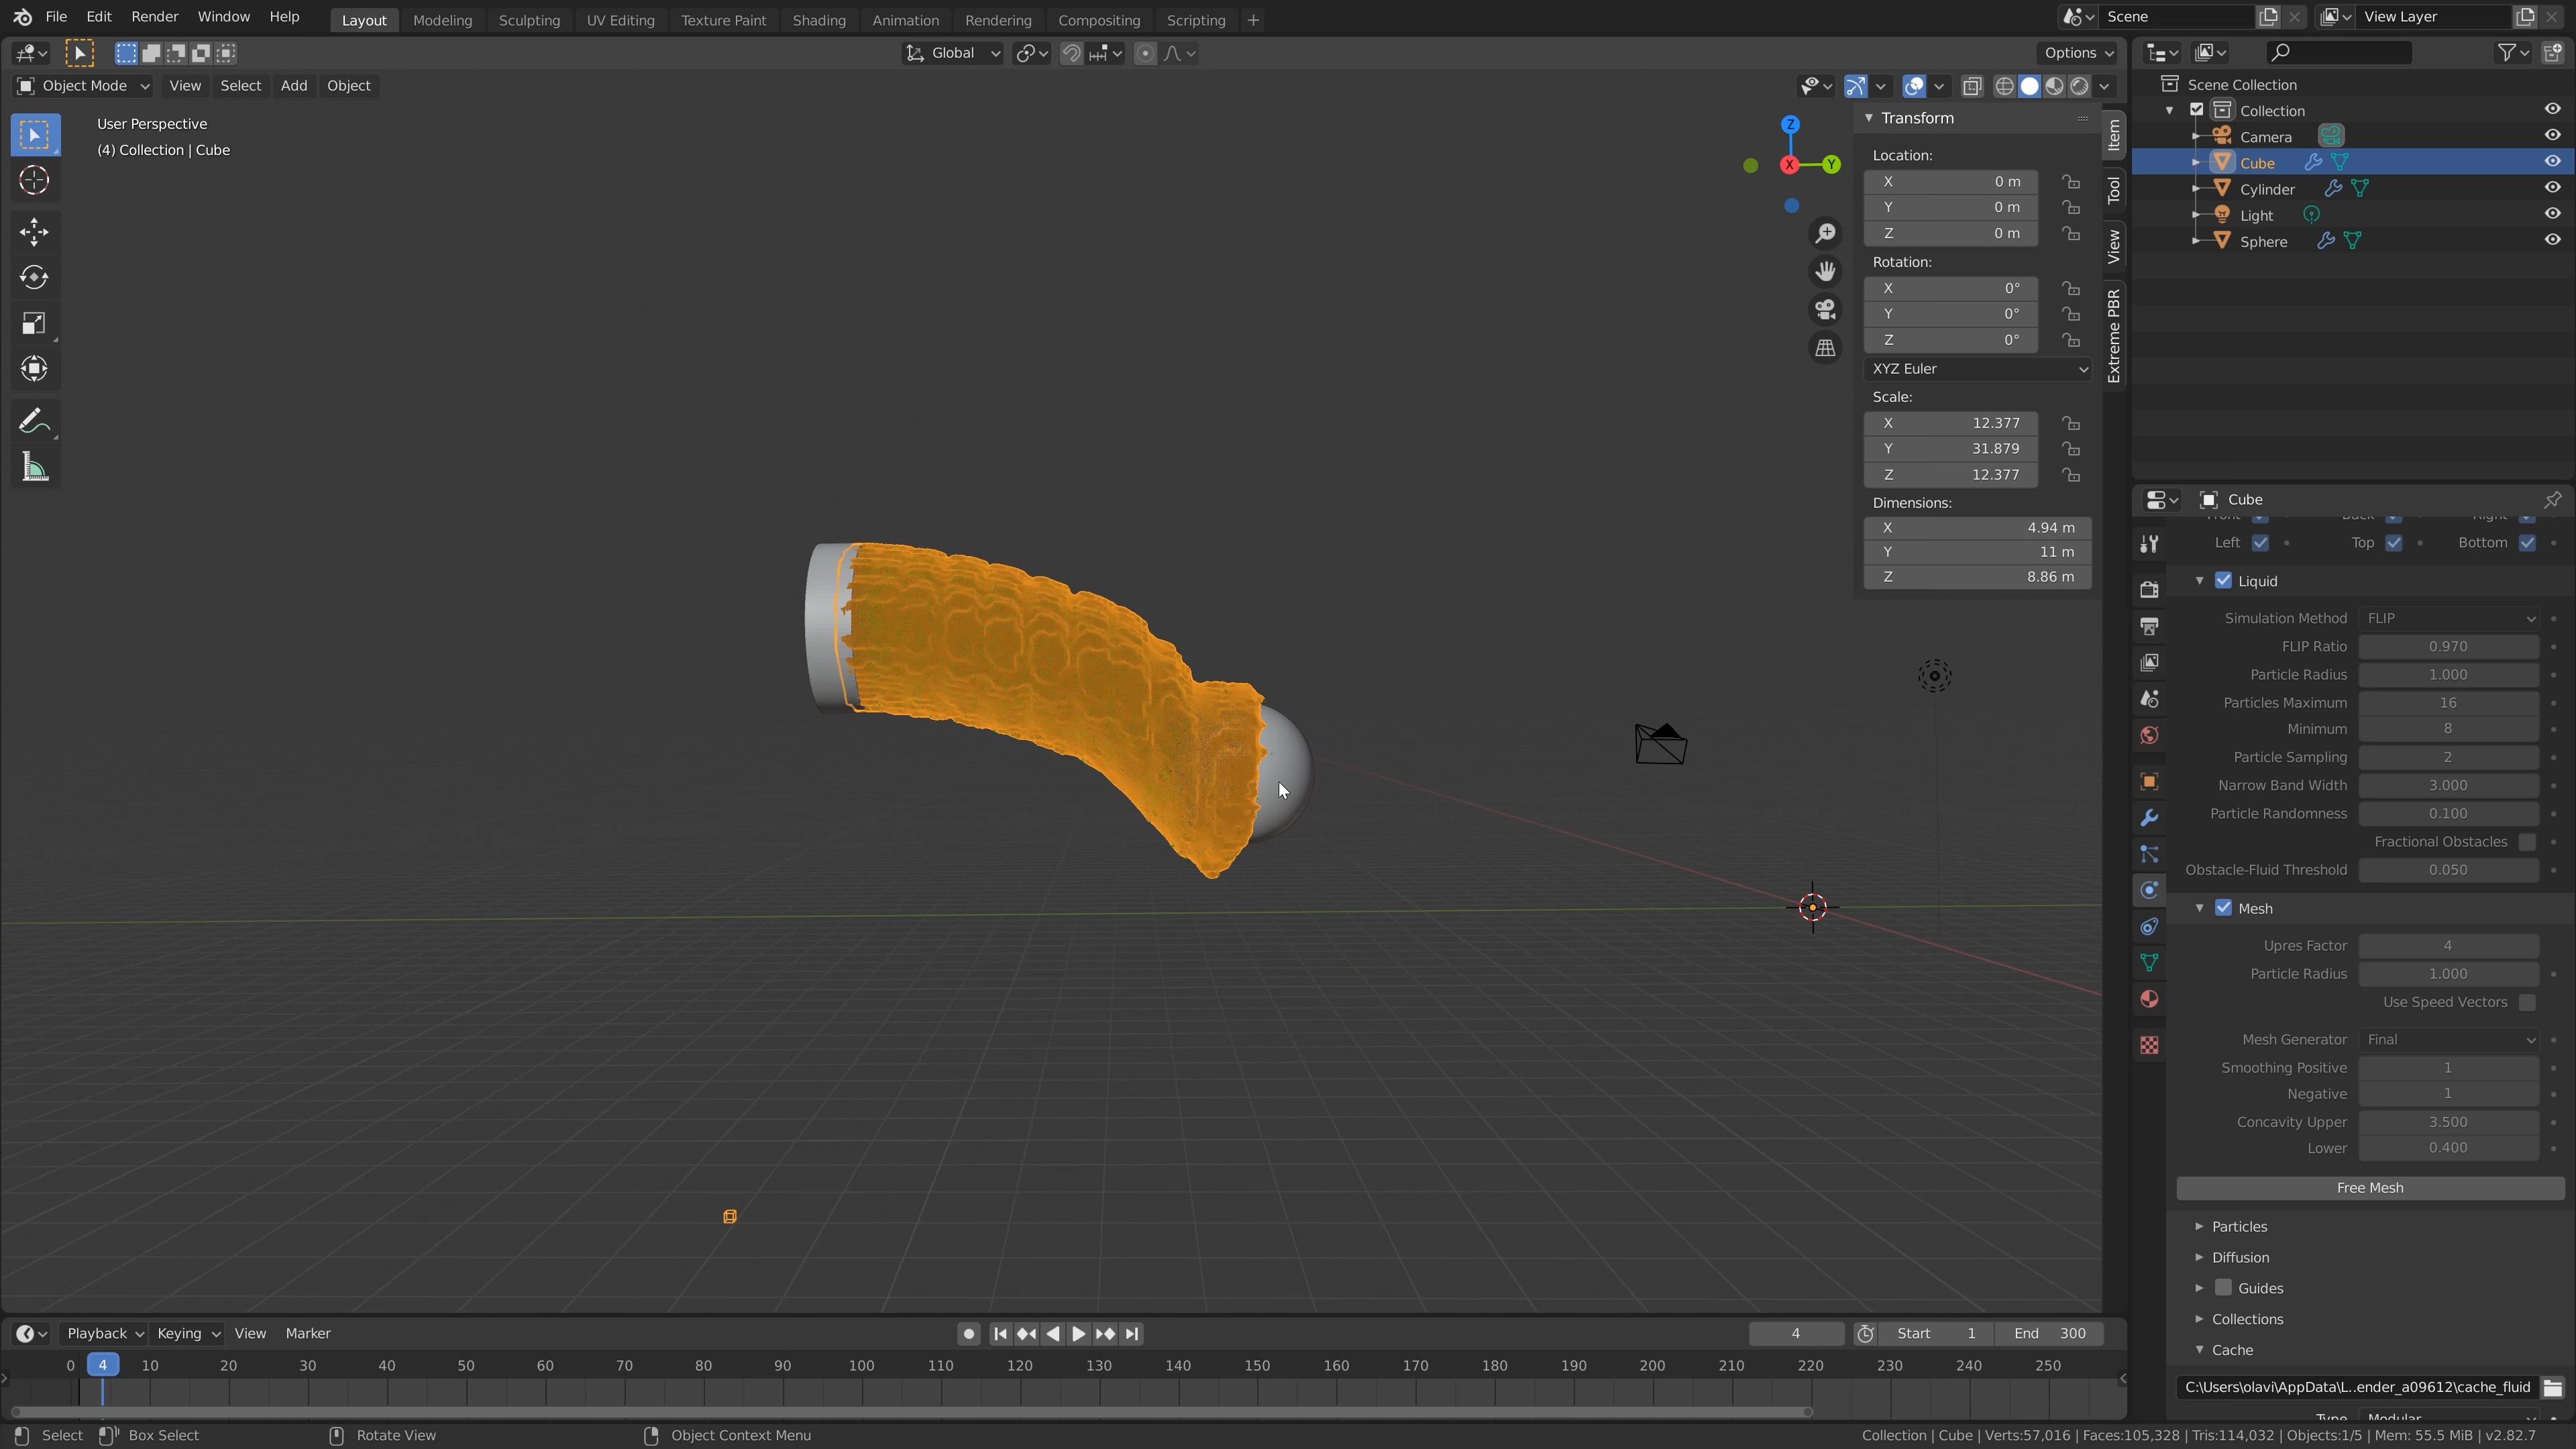 File Edit Render Window Help Layout Modeling Sculpting UV Editing Texture Paint Shading Animation Rendering Compositing Scripting + Scene View Layer
Global Options
Object Mode View Select Add Object
User Perspective
(4) Collection | Cube
Z
X Y
Transform
Location:
X 0 m
Y 0 m
Z 0 m
Rotation:
X 0°
Y 0°
Z 0°
XYZ Euler
Scale:
X 12.377
Y 31.879
Z 12.377
Dimensions:
X 4.94 m
Y 11 m
Z 8.86 m
Item
Tool
View
Extreme PBR
Scene Collection
Collection
Camera
Cube
Cylinder
Light
Sphere
Cube
Front Back Right
Left Top Bottom
Liquid
Simulation Method FLIP
FLIP Ratio 0.970
Particle Radius 1.000
Particles Maximum 16
Minimum 8
Particle Sampling 2
Narrow Band Width 3.000
Particle Randomness 0.100
Fractional Obstacles
Obstacle-Fluid Threshold 0.050
Mesh
Upres Factor 4
Particle Radius 1.000
Use Speed Vectors
Mesh Generator Final
Smoothing Positive 1
Negative 1
Concavity Upper 3.500
Lower 0.400
Free Mesh
Particles
Diffusion
Guides
Collections
Cache
C:\Users\olavi\AppData\L..ender_a09612\cache_fluid
Type Modular
Playback Keying View Marker 4 Start 1 End 300
0 4 10 20 30 40 50 60 70 80 90 100 110 120 130 140 150 160 170 180 190 200 210 220 230 240 250
Select Box Select Rotate View Object Context Menu Collection | Cube | Verts:57,016 | Faces:105,328 | Tris:114,032 | Objects:1/5 | Mem: 55.5 MiB | v2.82.7